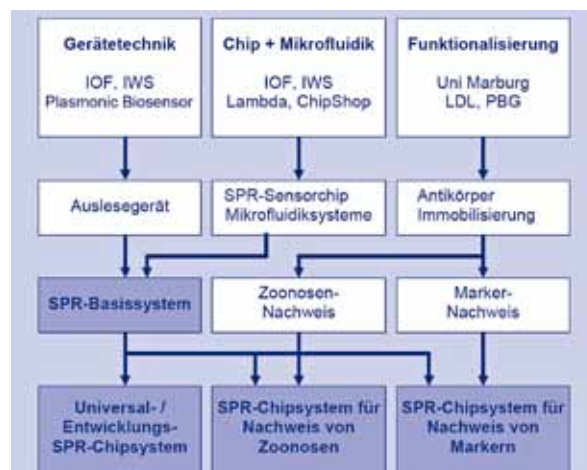 Gerätetechnik
IOF, IWS
Plasmonic Biosensor
Chip + Mikrofluidik
IOF, IWS
Lambda, ChipShop
Funktionalisierung
Uni Marburg
LDL, PBG
Auslesegerät
SPR-Sensorchip
Mikrofluidiksysteme
Antikörper
Immobilisierung
SPR-Basissystem
Zoonosen-
Nachweis
Marker-
Nachweis
Universal- /
Entwicklungs-
SPR-Chipsystem
SPR-Chipsystem für
Nachweis von
Zoonosen
SPR-Chipsystem für
Nachweis von
Markern